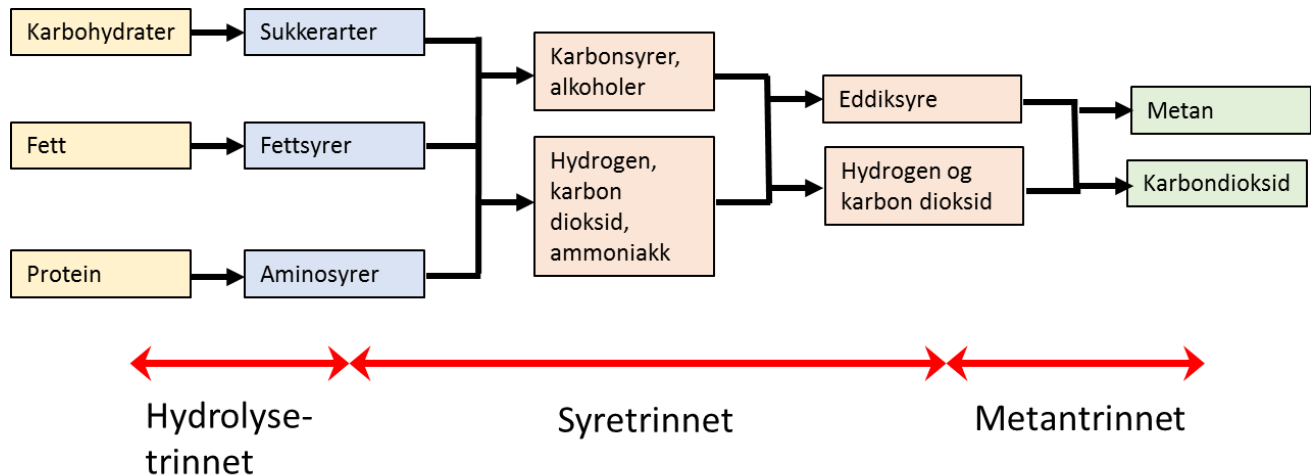 Karbohydrater
Sukkerarter
Fett
Fettsyrer
Protein
Aminosyrer
Karbonsyrer,
alkoholer
Hydrogen,
karbon
dioksid,
ammoniakk
Eddiksyre
Hydrogen og
karbon dioksid
Metan
Karbondioksid
Hydrolyse-
trinnet
Syretrinnet
Metantrinnet